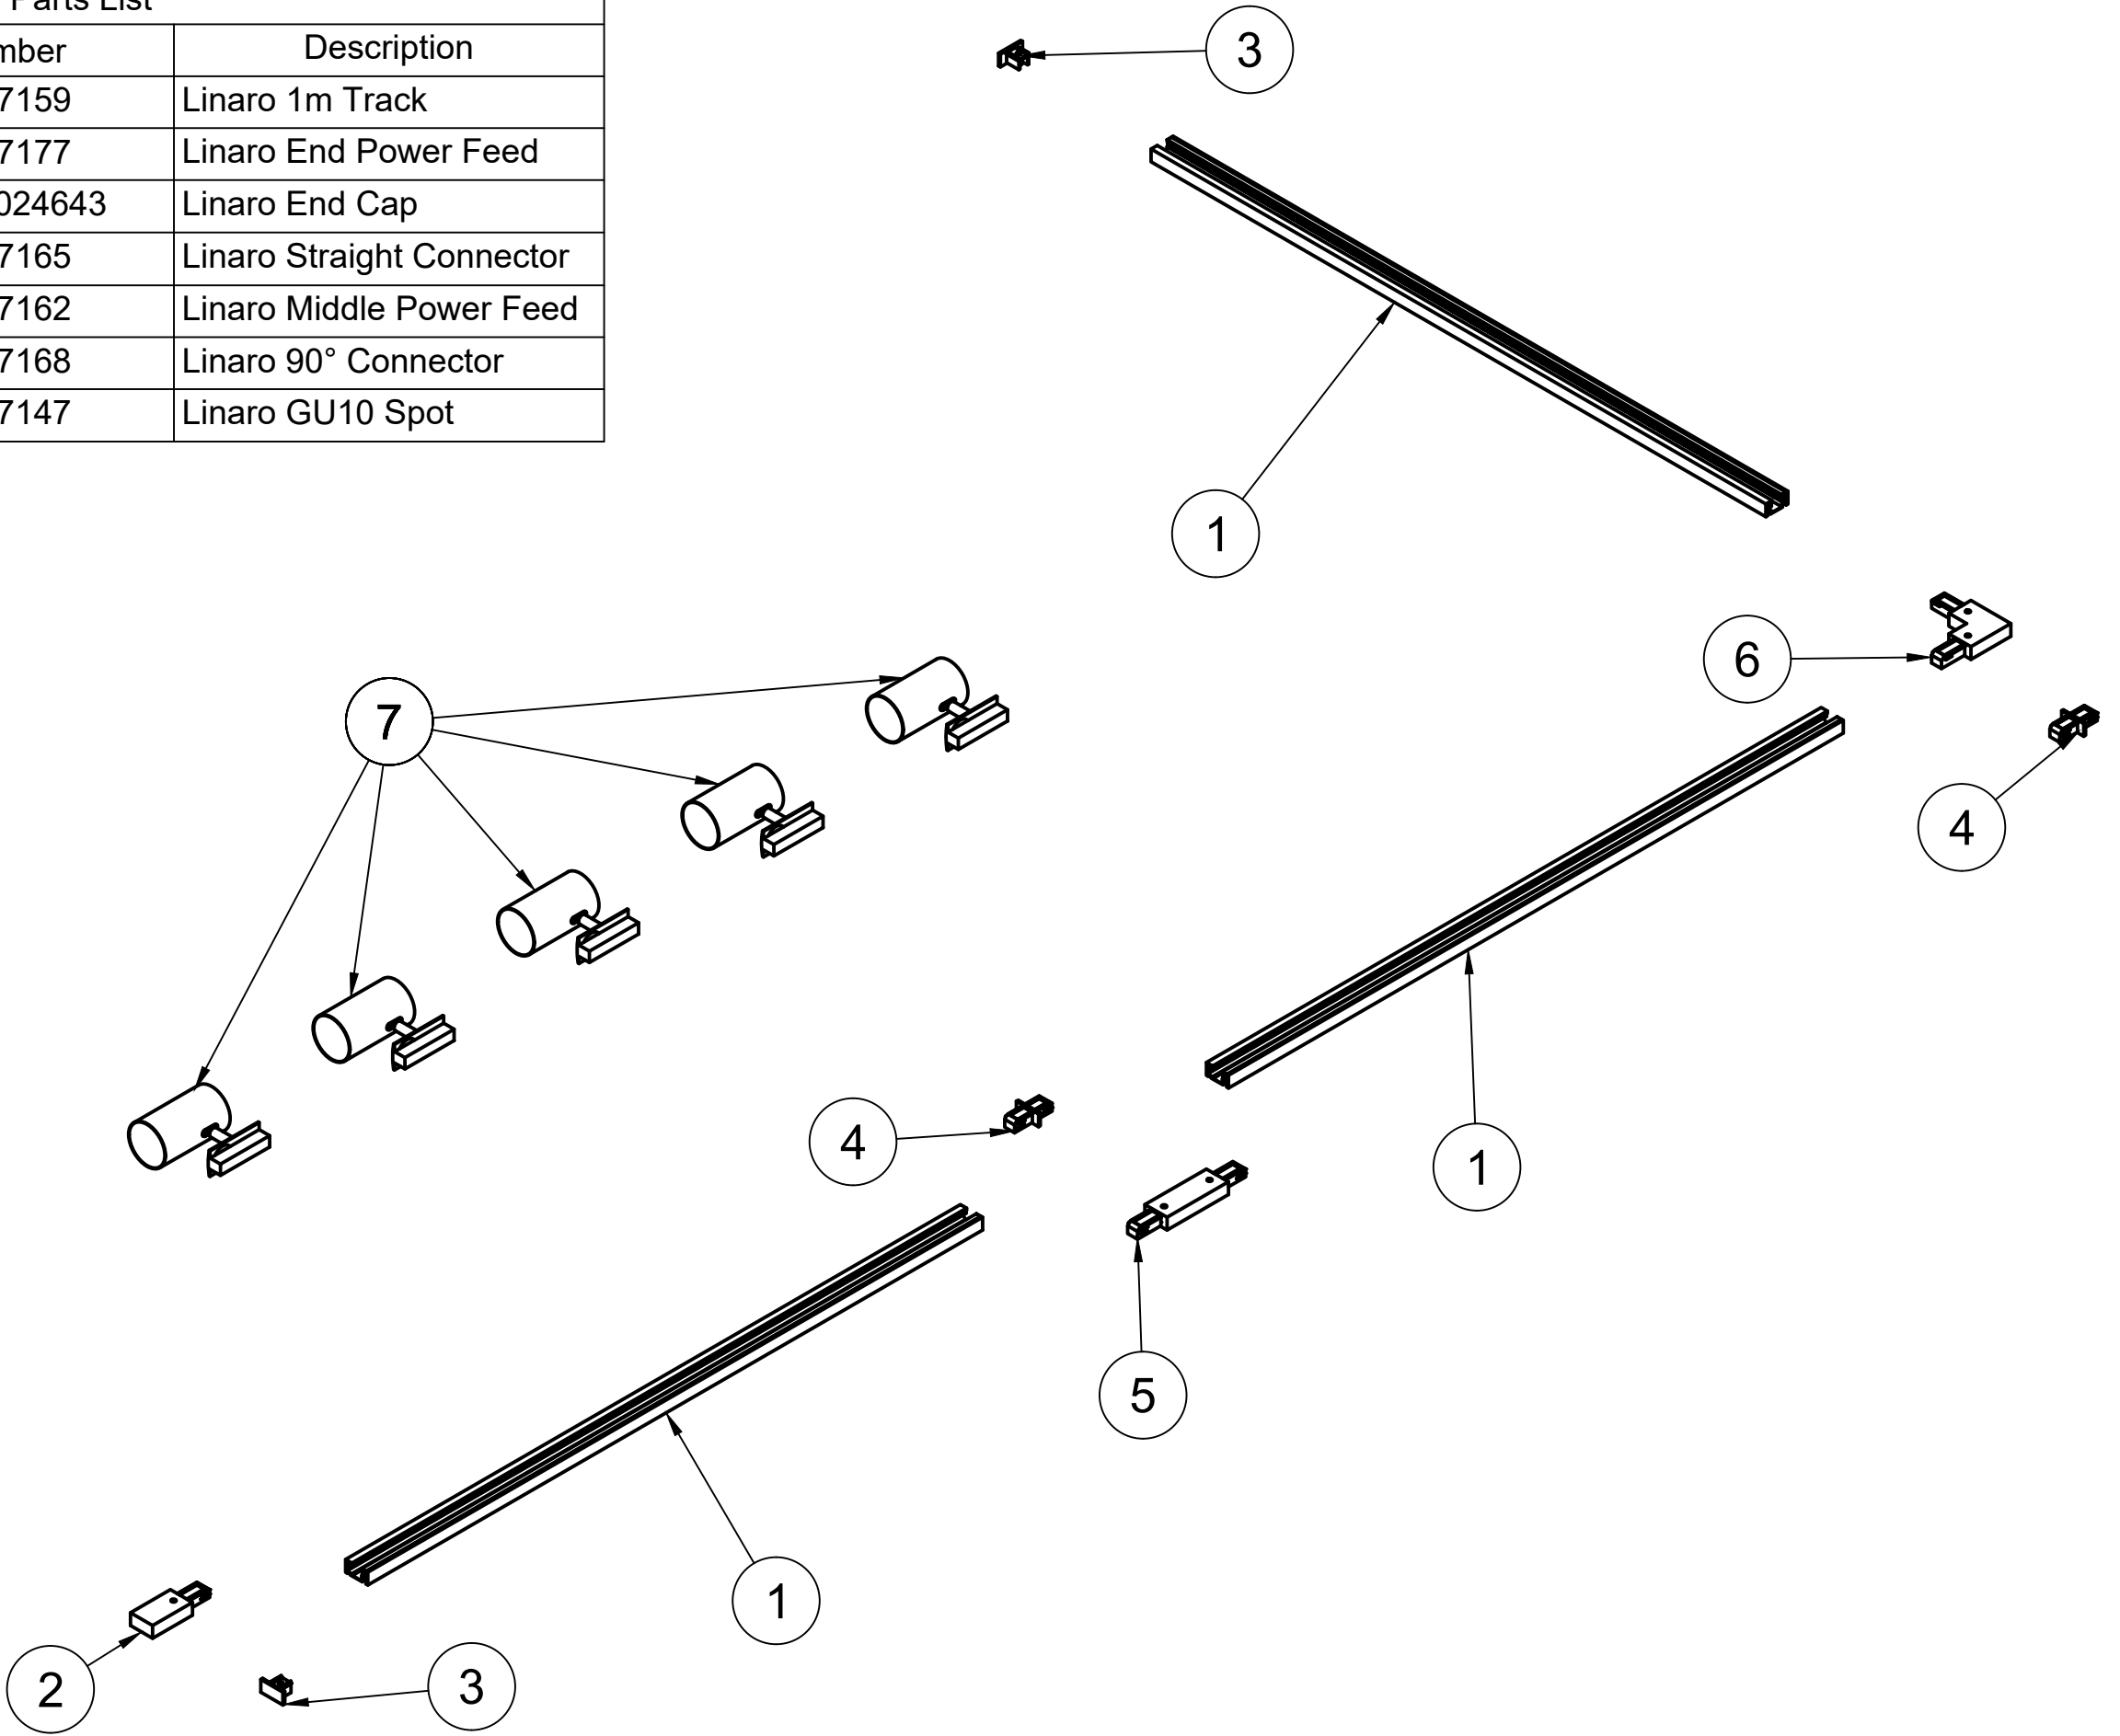 Parts List
mber Description
7159 Linaro 1m Track
7177 Linaro End Power Feed
024643 Linaro End Cap
7165 Linaro Straight Connector
7162 Linaro Middle Power Feed
7168 Linaro 90° Connector
7147 Linaro GU10 Spot
3
1
6
7
4
4
1
5
1
2
3